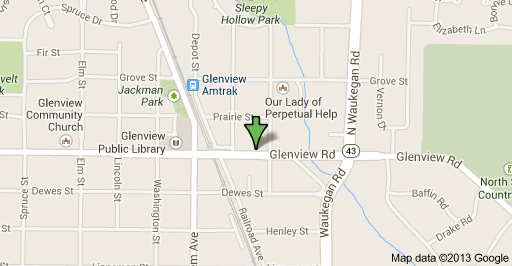 Sleepy
Hollow Park
Elizabeth Ln
Fir St
Elm St
Depot St
Grove St
Grove St
Glenview
Amtrak
Jackman
Park
N Waukegan Rd
Vernon Dr
Our Lady of
Perpetual Help
Prairie St
Glenview
Community
Church
Glenview
Public Library
Glenview Rd
43
Glenview Rd
Spruce St
Elm St
Lincoln St
Washington St
Dewes St
Dewes St
Waukegan Rd
Baffin Rd
Drake Rd
North S
Country
Railroad Ave
Henley St
Map data ©2013 Google